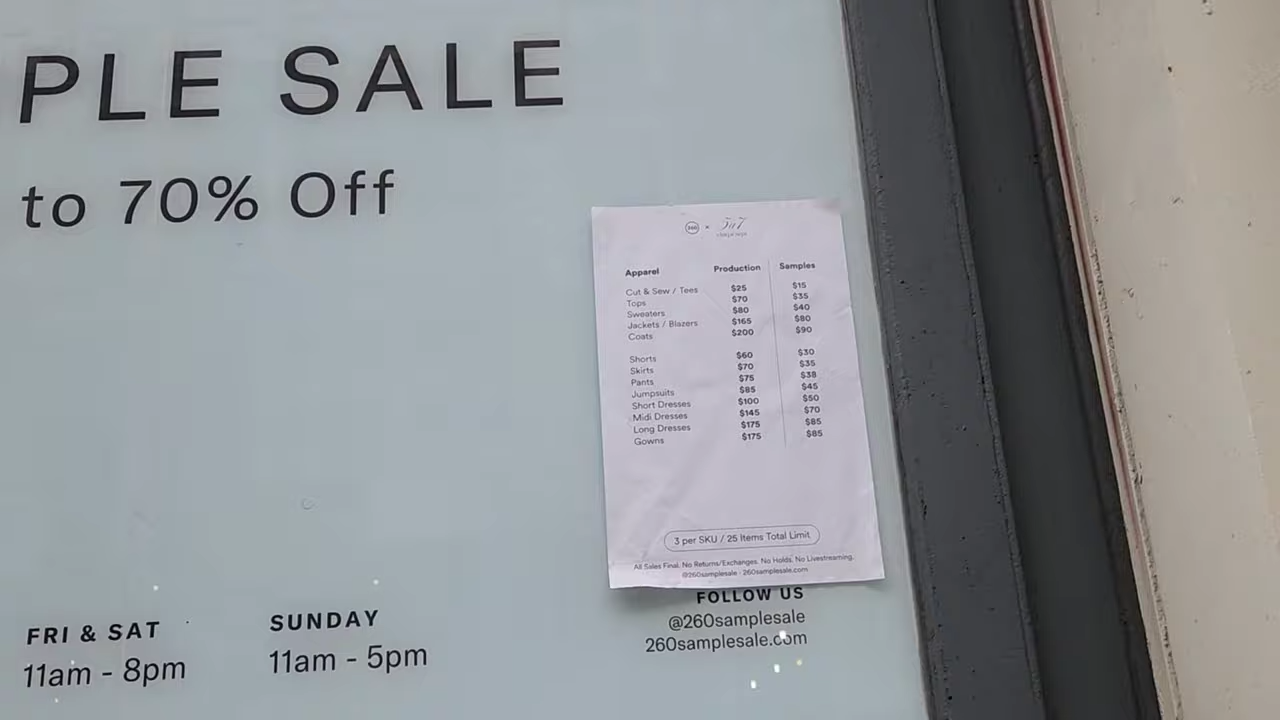 PLE SALE
to 70% Off
260 × 5à7
Apparel Production Samples
Cut & Sew / Tees $25 $15
Tops $70 $35
Sweaters $80 $40
Jackets / Blazers $165 $80
Coats $200 $90
Shorts $60 $30
Skirts $70 $35
Pants $75 $38
Jumpsuits $85 $45
Short Dresses $100 $50
Midi Dresses $145 $70
Long Dresses $175 $85
Gowns $175 $85
3 per SKU / 25 Items Total Limit
All Sales Final. No Returns/Exchanges. No Holds. No Livestreaming.
@260samplesale · 260samplesale.com
FRI & SAT
11am - 8pm
SUNDAY
11am - 5pm
FOLLOW US
@260samplesale
260samplesale.com